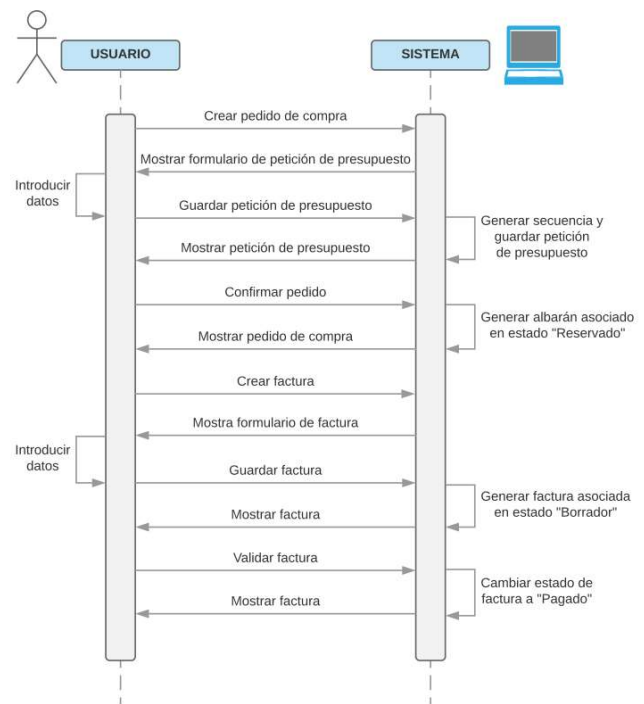 USUARIO
SISTEMA
Crear pedido de compra
Mostrar formulario de petición de presupuesto
Introducir
datos
Guardar petición de presupuesto
Generar secuencia y
guardar petición
de presupuesto
Mostrar petición de presupuesto
Confirmar pedido
Generar albarán asociado
en estado "Reservado"
Mostrar pedido de compra
Crear factura
Mostra formulario de factura
Introducir
datos
Guardar factura
Generar factura asociada
en estado "Borrador"
Mostrar factura
Validar factura
Cambiar estado de
factura a "Pagado"
Mostrar factura